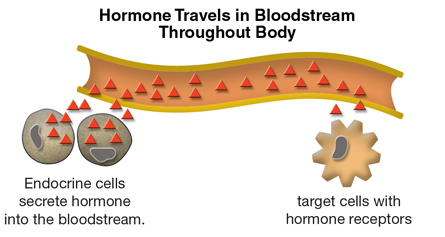 Hormone Travels in Bloodstream
Throughout Body
Endocrine cells
secrete hormone
into the bloodstream.
target cells with
hormone receptors